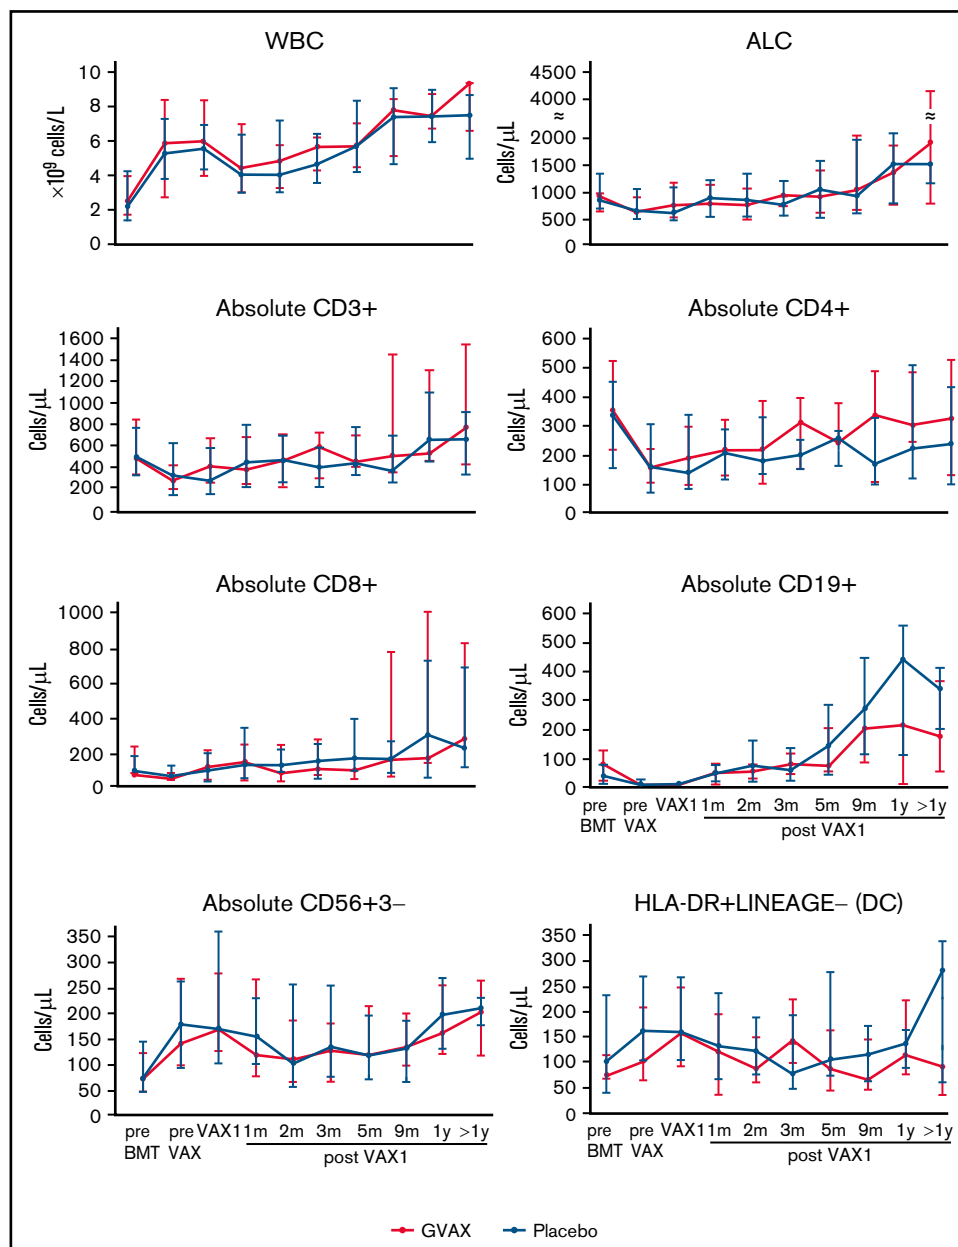 WBC
×10⁹ cells/L
10
8
6
4
2
0
ALC
Cells/µL
4500
4000
≈
≈
2000
1500
1000
500
0
Absolute CD3+
Cells/µL
1600
1400
1200
1000
800
600
400
200
0
Absolute CD4+
Cells/µL
600
500
400
300
200
100
0
Absolute CD8+
Cells/µL
1000
800
600
400
200
0
Absolute CD19+
Cells/µL
600
500
400
300
200
100
0
pre BMT
pre VAX
VAX1 1m 2m 3m 5m 9m 1y >1y
post VAX1
Absolute CD56+3–
Cells/µL
350
300
250
200
150
100
50
0
pre BMT
pre VAX
VAX1 1m 2m 3m 5m 9m 1y >1y
post VAX1
HLA-DR+LINEAGE– (DC)
Cells/µL
350
300
250
200
150
100
50
0
pre BMT
pre VAX
VAX1 1m 2m 3m 5m 9m 1y >1y
post VAX1
GVAX Placebo